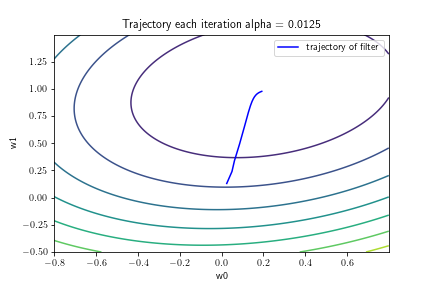 Trajectory each iteration alpha = 0.0125
trajectory of filter
w1
1.25
1.00
0.75
0.50
0.25
0.00
−0.25
−0.50
−0.8 −0.6 −0.4 −0.2 0.0 0.2 0.4 0.6
w0